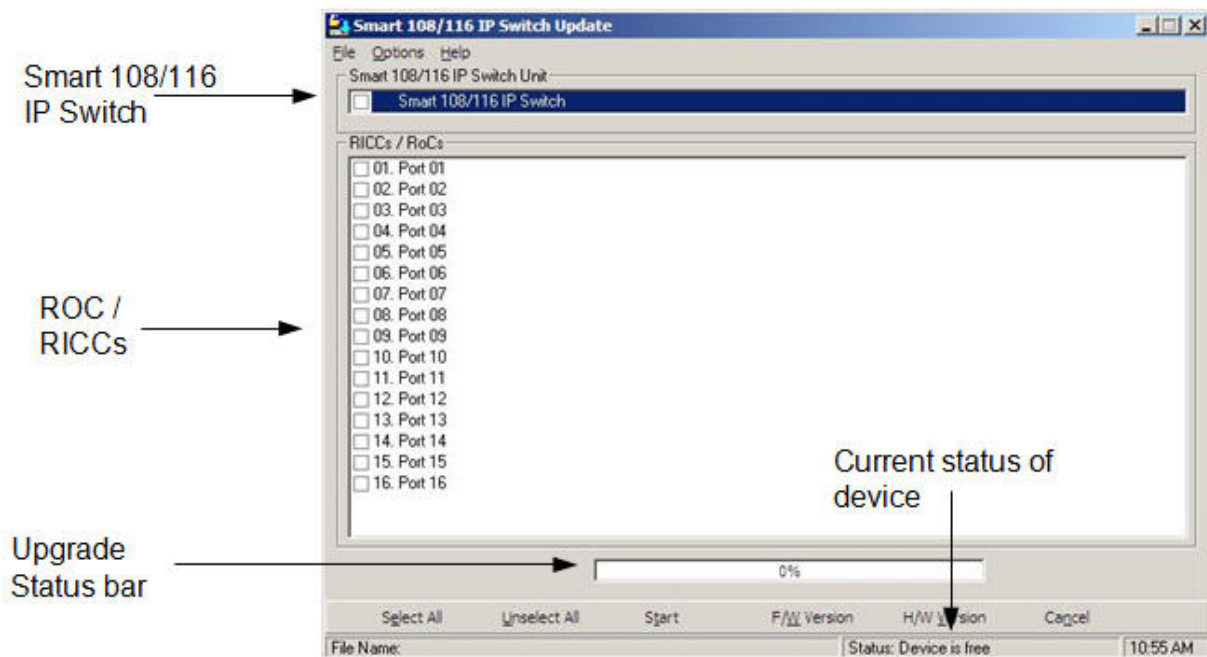 Smart 108/116 IP Switch Update
File Options Help
Smart 108/116 IP Switch Unit
Smart 108/116 IP Switch
Smart 108/116
IP Switch
RICCs / RoCs
01. Port 01
02. Port 02
03. Port 03
04. Port 04
05. Port 05
06. Port 06
07. Port 07
08. Port 08
09. Port 09
10. Port 10
11. Port 11
12. Port 12
13. Port 13
14. Port 14
15. Port 15
16. Port 16
ROC /
RICCs
Current status of
device
Upgrade
Status bar
0%
Select All Unselect All Start F/W Version H/W Version Cancel
File Name: Status: Device is free 10:55 AM